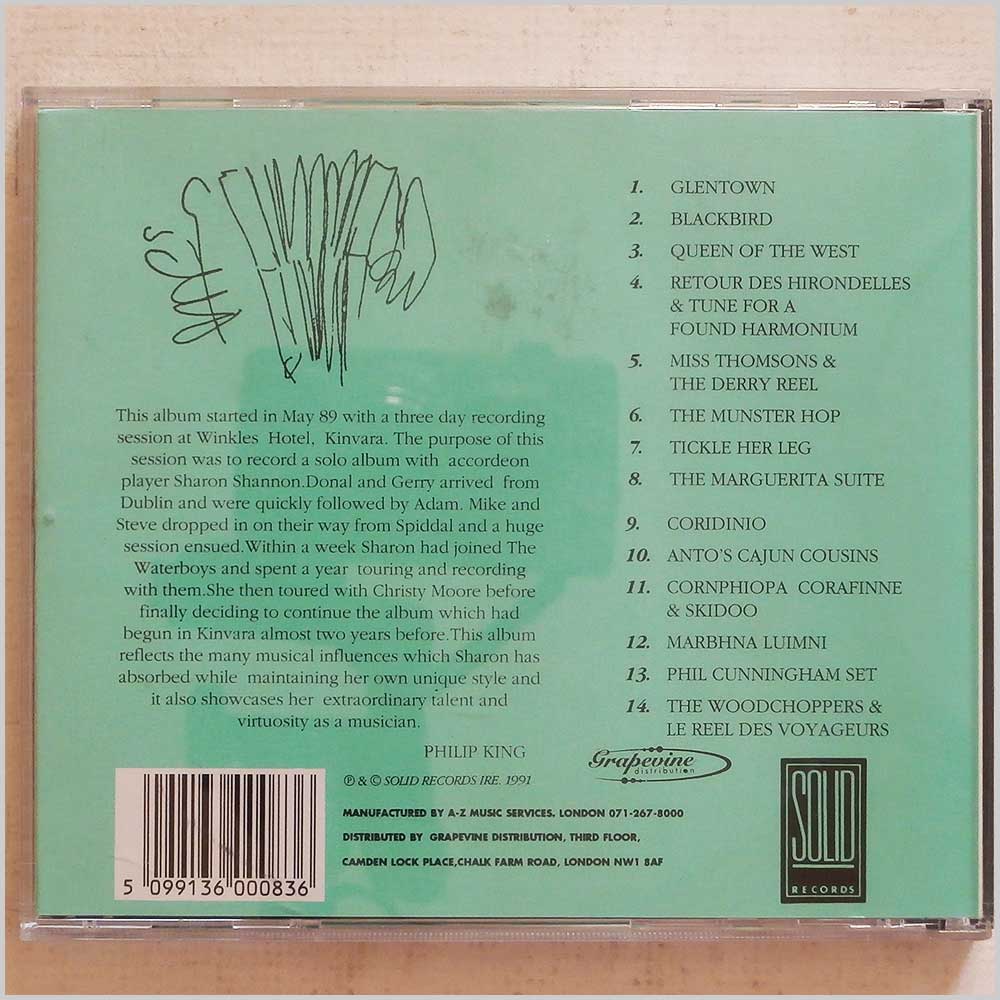 1. GLENTOWN
2. BLACKBIRD
3. QUEEN OF THE WEST
4. RETOUR DES HIRONDELLES
& TUNE FOR A
FOUND HARMONIUM
5. MISS THOMSONS &
THE DERRY REEL
6. THE MUNSTER HOP
7. TICKLE HER LEG
8. THE MARGUERITA SUITE
9. CORIDINIO
10. ANTO'S CAJUN COUSINS
11. CORNPHIOPA CORAFINNE
& SKIDOO
12. MARBHNA LUIMNI
13. PHIL CUNNINGHAM SET
14. THE WOODCHOPPERS &
LE REEL DES VOYAGEURS
This album started in May 89 with a three day recording
session at Winkles Hotel, Kinvara. The purpose of this
session was to record a solo album with accordeon
player Sharon Shannon.Donal and Gerry arrived from
Dublin and were quickly followed by Adam. Mike and
Steve dropped in on their way from Spiddal and a huge
session ensued.Within a week Sharon had joined The
Waterboys and spent a year touring and recording
with them.She then toured with Christy Moore before
finally deciding to continue the album which had
begun in Kinvara almost two years before.This album
reflects the many musical influences which Sharon has
absorbed while maintaining her own unique style and
it also showcases her extraordinary talent and
virtuosity as a musician.
PHILIP KING
℗ & © SOLID RECORDS IRE. 1991
Grapevine
distribution
MANUFACTURED BY A-Z MUSIC SERVICES. LONDON 071-267-8000
DISTRIBUTED BY GRAPEVINE DISTRIBUTION, THIRD FLOOR,
CAMDEN LOCK PLACE,CHALK FARM ROAD, LONDON NW1 8AF
5 099136 000836
SOLID
RECORDS